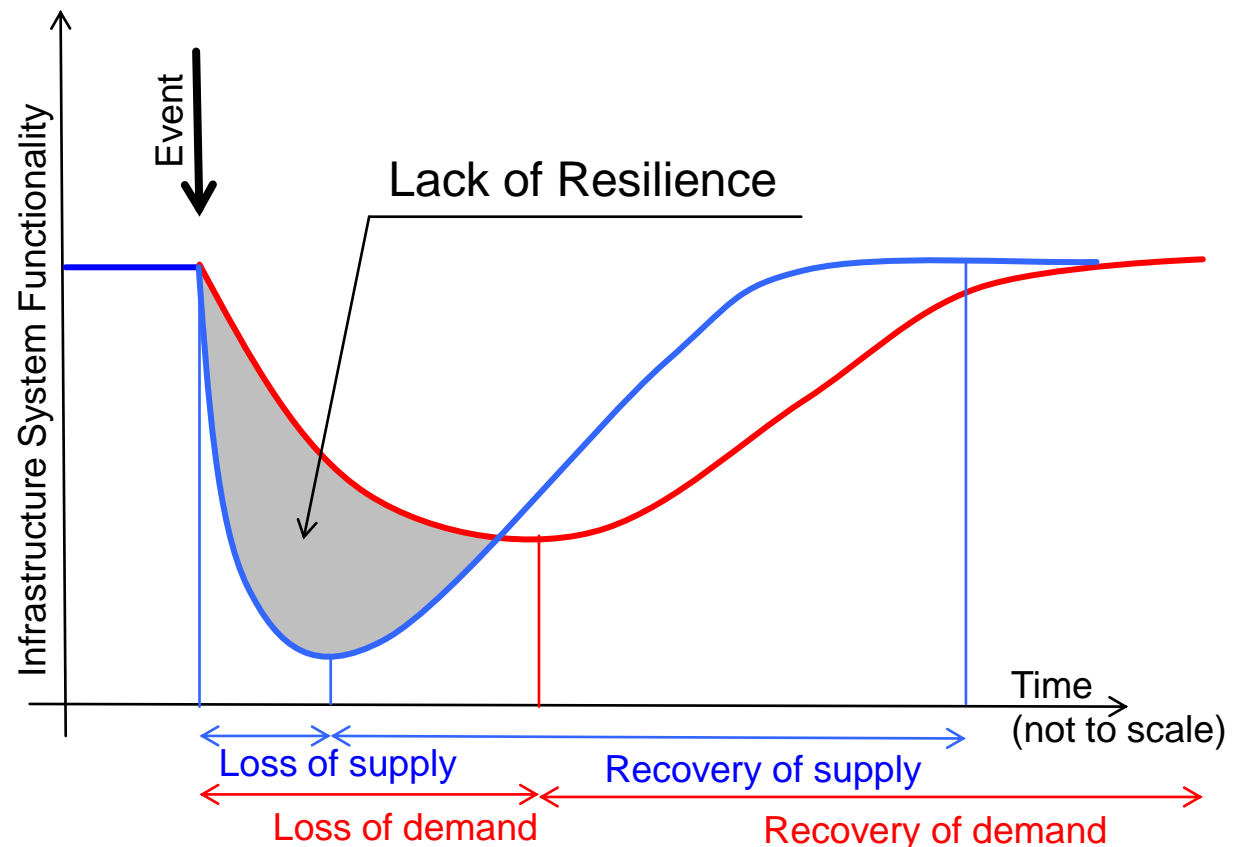 Infrastructure System Functionality
Event
Lack of Resilience
Time
(not to scale)
Loss of supply
Recovery of supply
Loss of demand
Recovery of demand